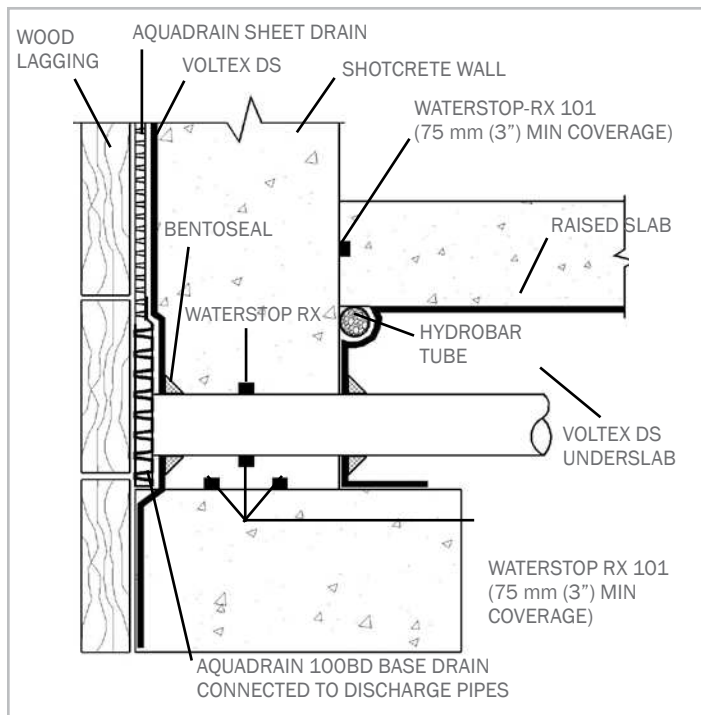 WOOD
LAGGING
AQUADRAIN SHEET DRAIN
VOLTEX DS
SHOTCRETE WALL
WATERSTOP-RX 101
(75 mm (3”) MIN COVERAGE)
RAISED SLAB
BENTOSEAL
WATERSTOP RX
HYDROBAR
TUBE
VOLTEX DS
UNDERSLAB
WATERSTOP RX 101
(75 mm (3”) MIN
COVERAGE)
AQUADRAIN 100BD BASE DRAIN
CONNECTED TO DISCHARGE PIPES